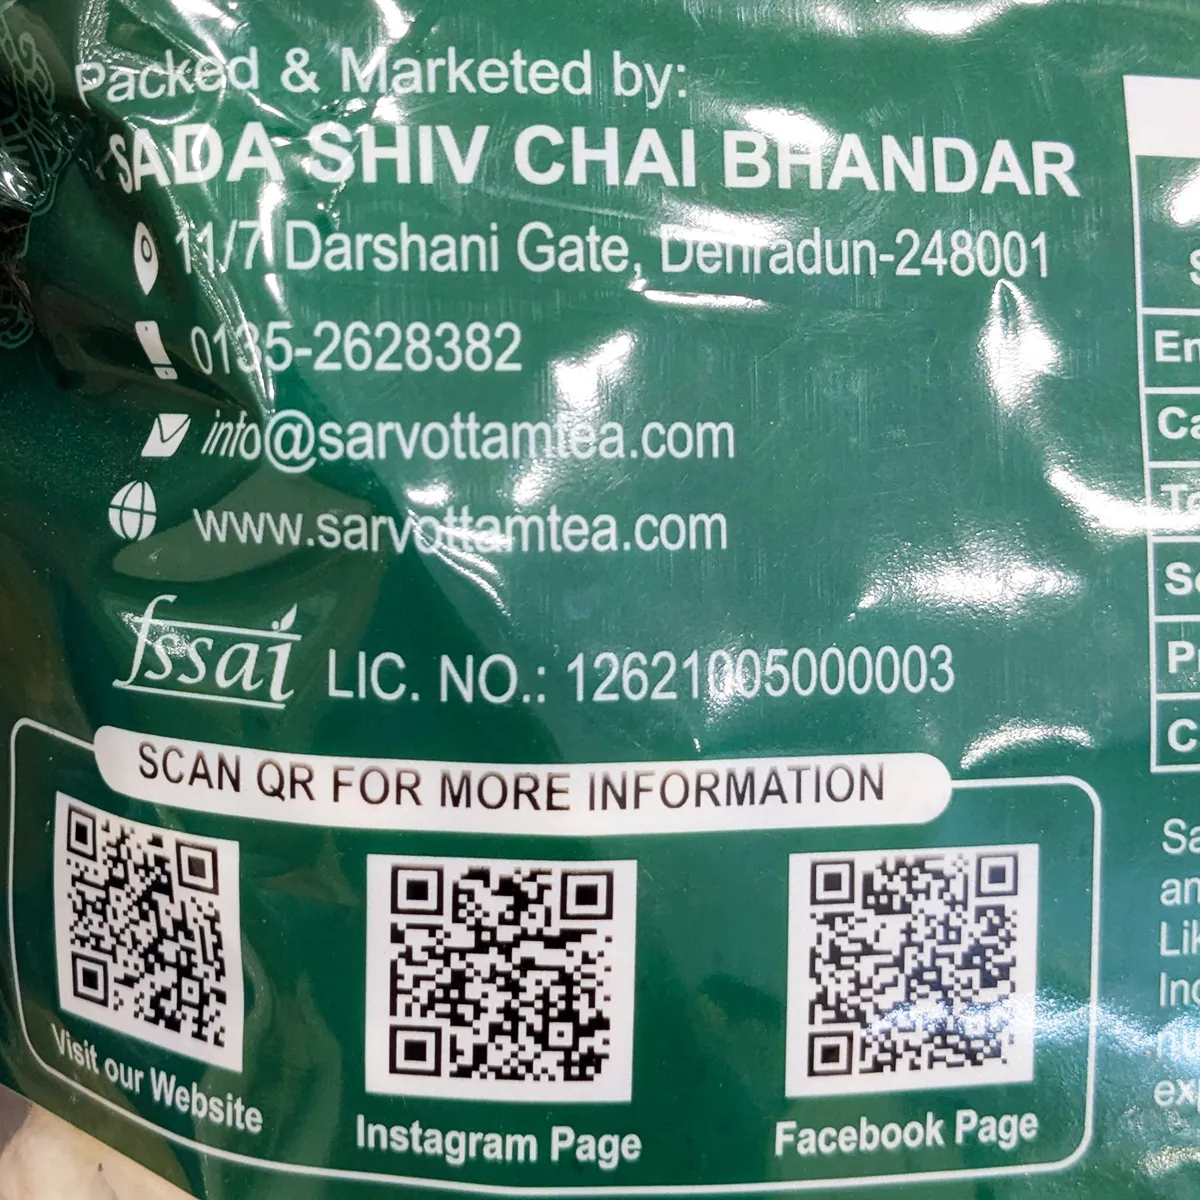 Packed & Marketed by:
SADA SHIV CHAI BHANDAR
11/7 Darshani Gate, Dehradun-248001
0135-2628382
info@sarvottamtea.com
www.sarvottamtea.com
fssai LIC. NO.: 12621005000003
SCAN QR FOR MORE INFORMATION
Visit our Website
Instagram Page
Facebook Page